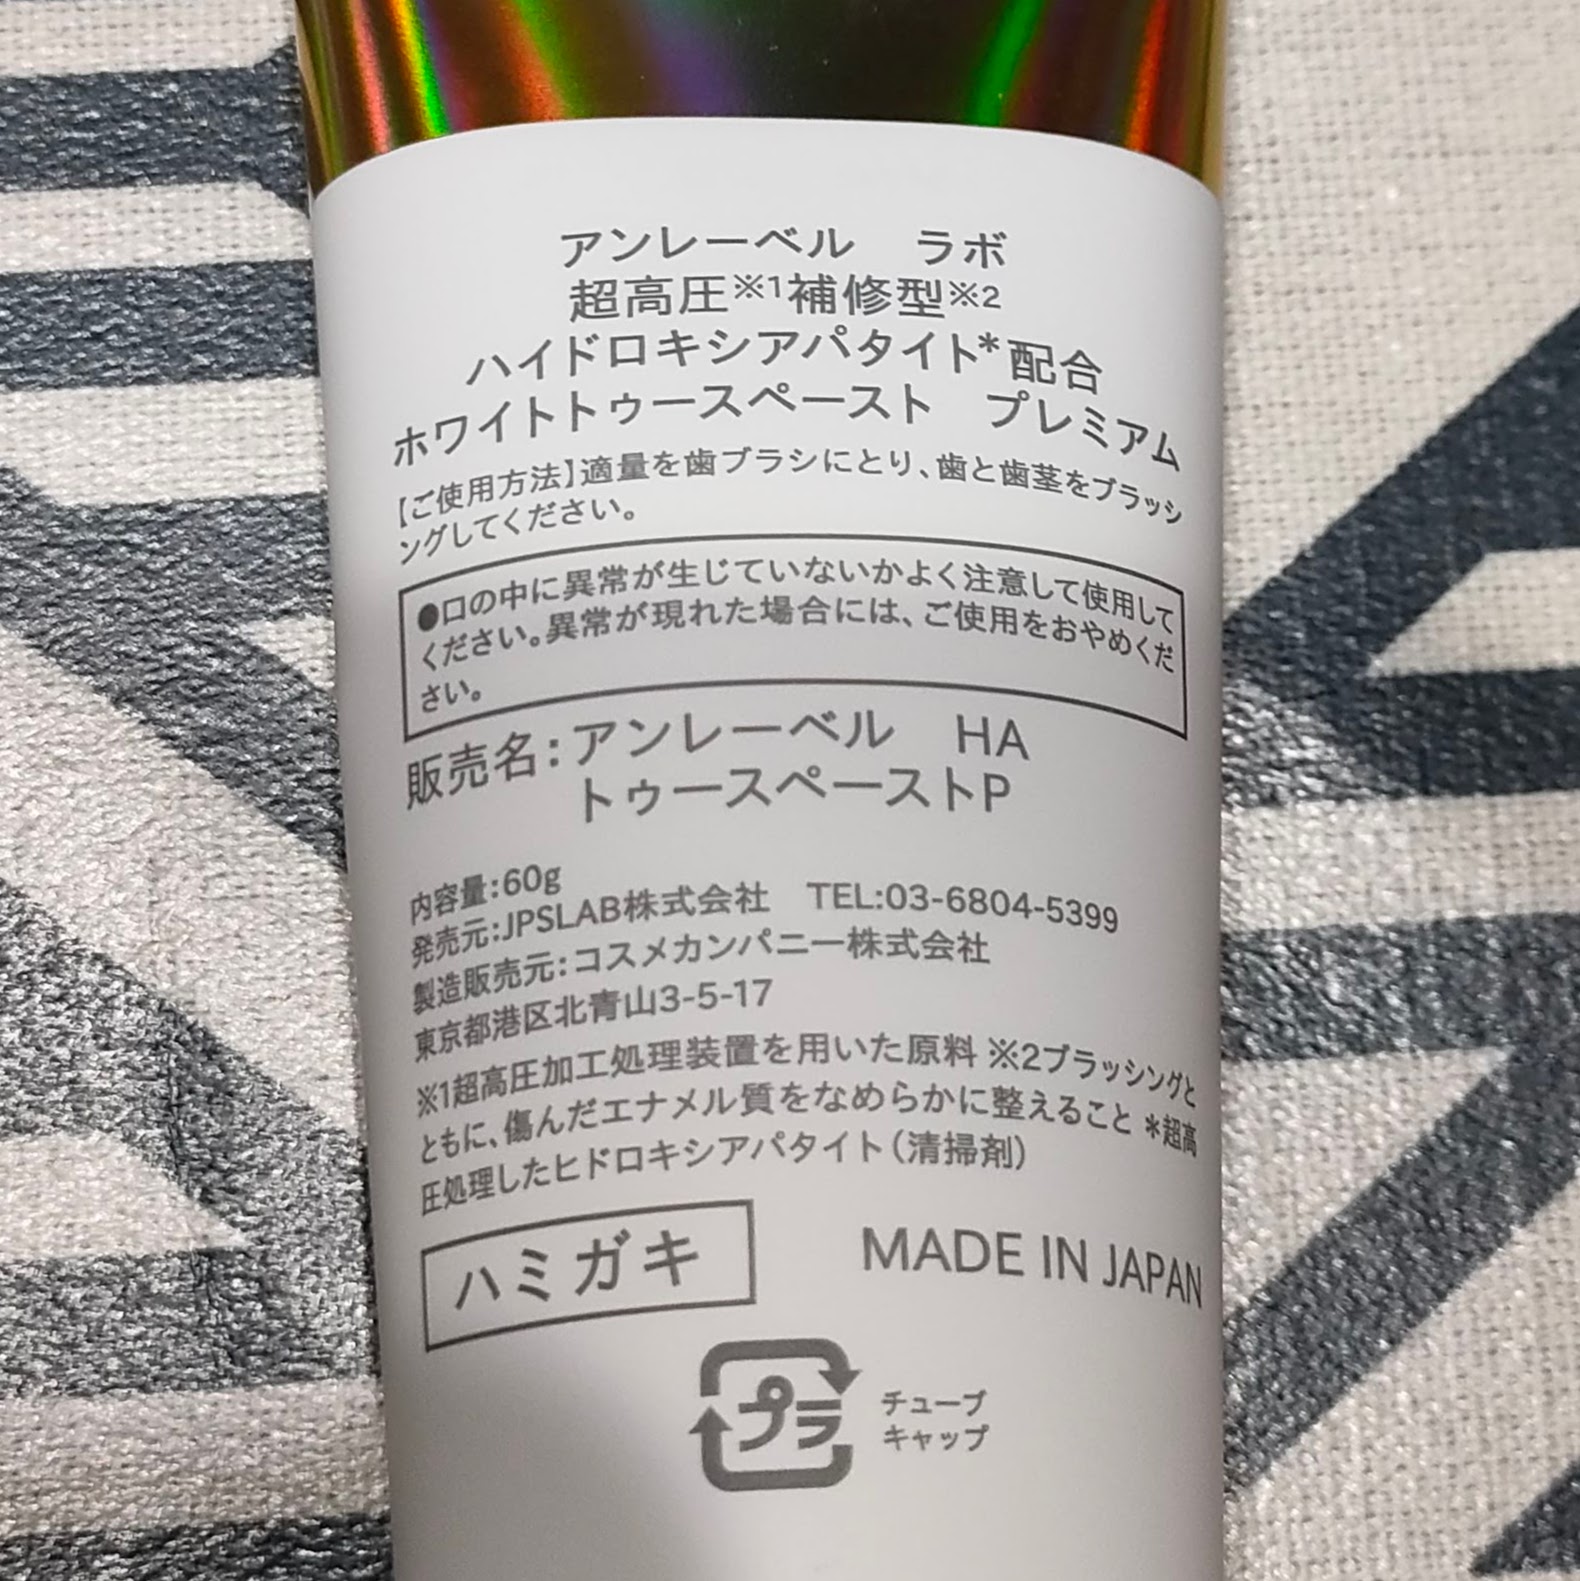 アンレーベル　ラボ
超高圧※1補修型※2
ハイドロキシアパタイト*配合
ホワイトトゥースペースト　プレミアム
【ご使用方法】適量を歯ブラシにとり、歯と歯茎をブラッシ
ングしてください。
●口の中に異常が生じていないかよく注意して使用して
ください。異常が現れた場合には、ご使用をおやめくだ
さい。
販売名：アンレーベル　HA
トゥースペーストP
内容量：60g
発売元：JPSLAB株式会社　TEL:03-6804-5399
製造販売元：コスメカンパニー株式会社
東京都港区北青山3-5-17
※1超高圧加工処理装置を用いた原料 ※2ブラッシングと
ともに、傷んだエナメル質をなめらかに整えること *超高
圧処理したヒドロキシアパタイト（清掃剤）
ハミガキ　MADE IN JAPAN
プラ　チューブ
キャップ